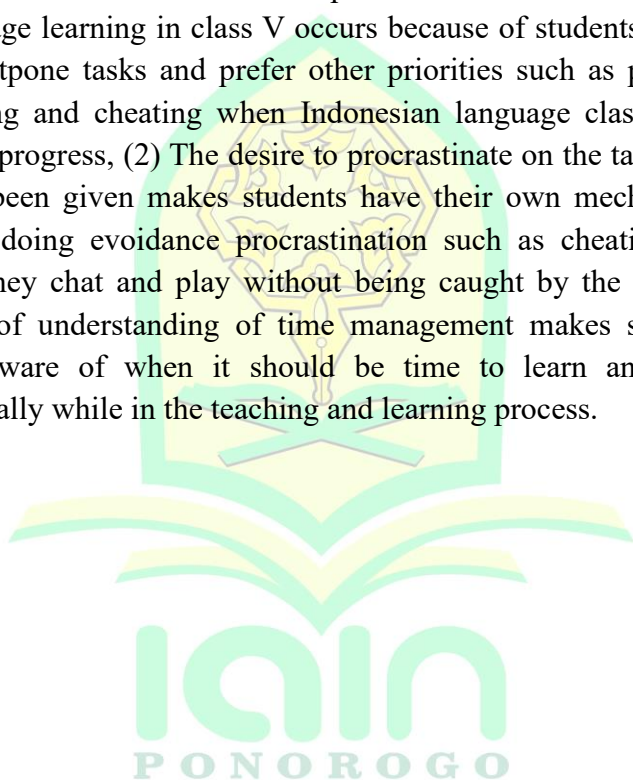 age learning in class V occurs because of students
tpone tasks and prefer other priorities such as p
ng and cheating when Indonesian language clas
progress, (2) The desire to procrastinate on the ta
been given makes students have their own mech
doing evoidance procrastination such as cheati
hey chat and play without being caught by the
of understanding of time management makes s
ware of when it should be time to learn an
ally while in the teaching and learning process.
iain
PONOROGO